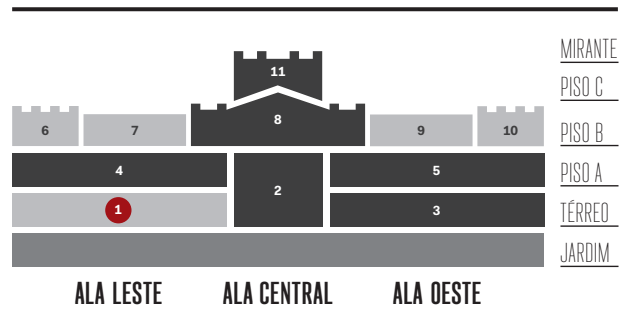 MIRANTE
11
PISO C
8
6 7 9 10 PISO B
4 5 PISO A
2
1 3 TÉRREO
JARDIM
ALA LESTE ALA CENTRAL ALA OESTE